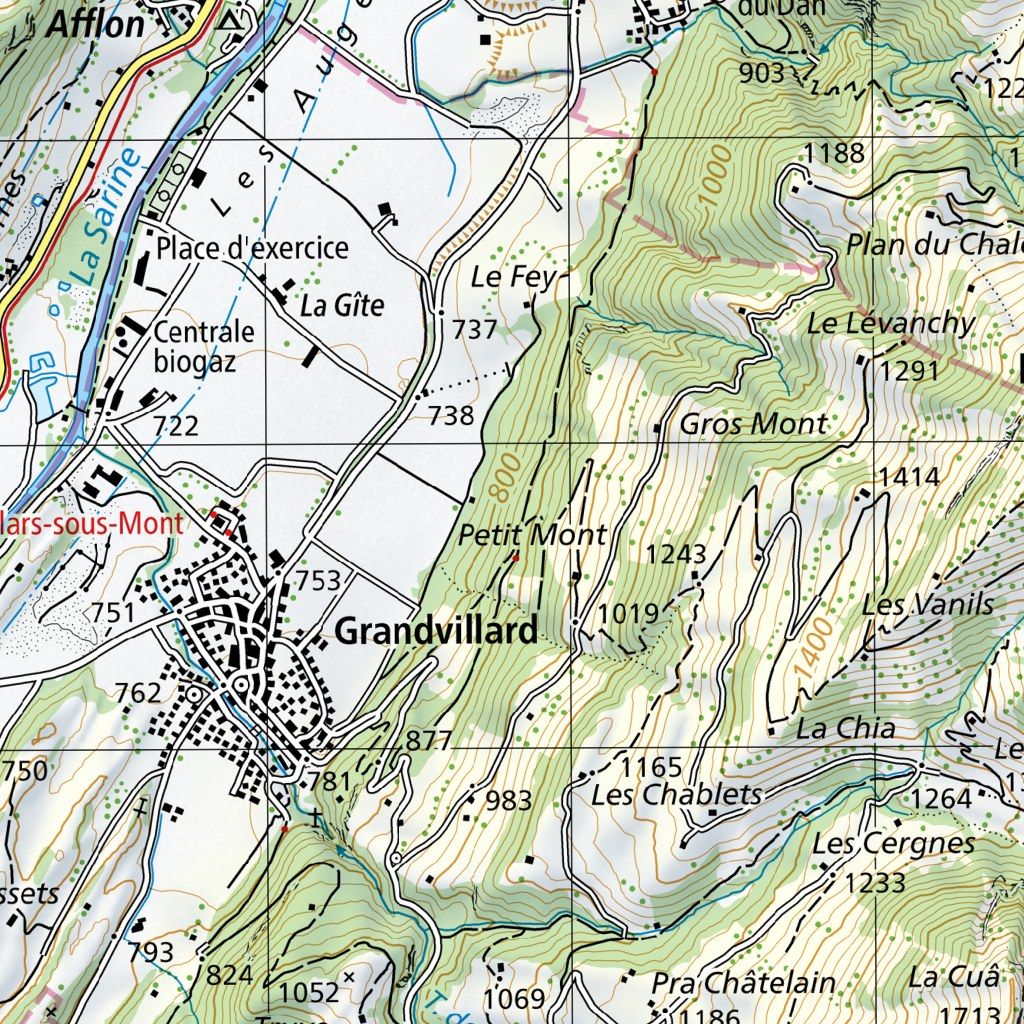 Afflon
du Dan
903
122
Les Auge
1188
1000
La Sarine
Place d'exercice
Plan du Chale
Le Fey
La Gîte
737
Centrale
biogaz
Le Lévanchy
1291
738
722
Gros Mont
1414
800
lars-sous-Mont
Petit Mont
1243
753
751
1019
Les Vanils
Grandvillard
1400
762
La Chia
877
Le
750
781
1165
983
Les Chablets
1264
Les Cergnes
1233
ssets
793
824
1052
1069
Pra Châtelain
La Cuâ
1186
1713